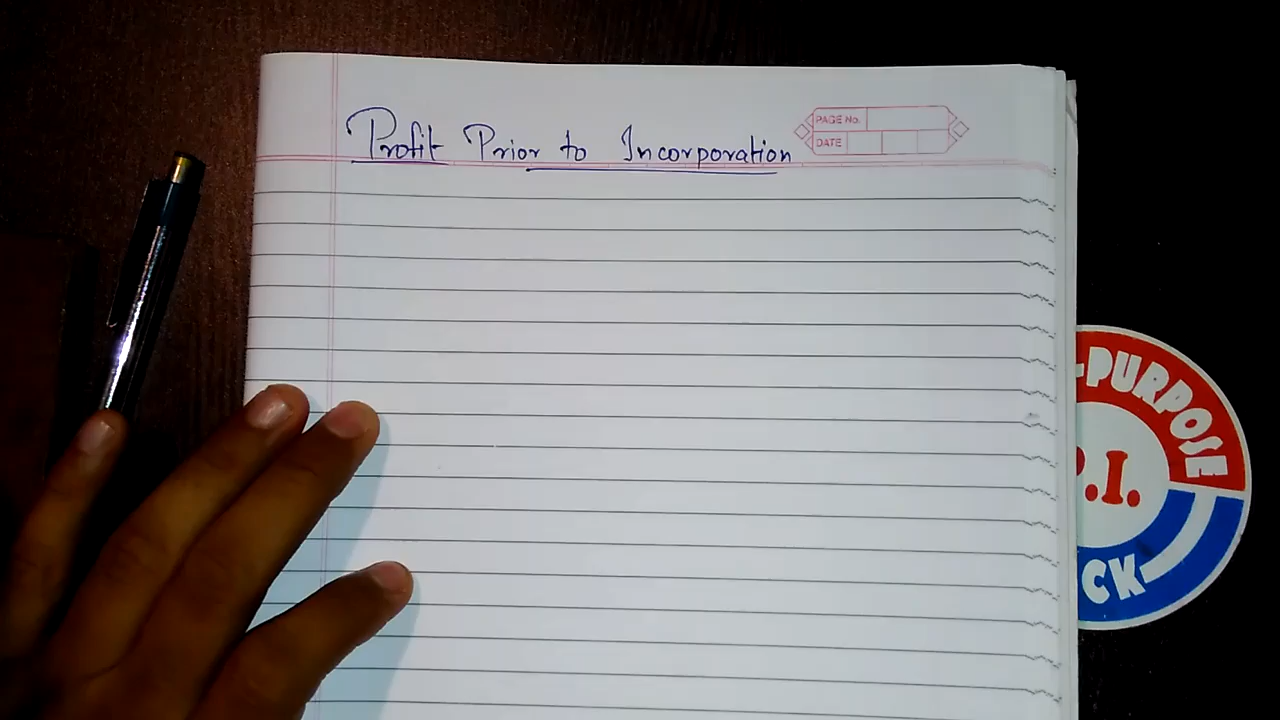 Profit Prior to Incorporation
PAGE No.
DATE
-PURPOSE
P.I.
CK